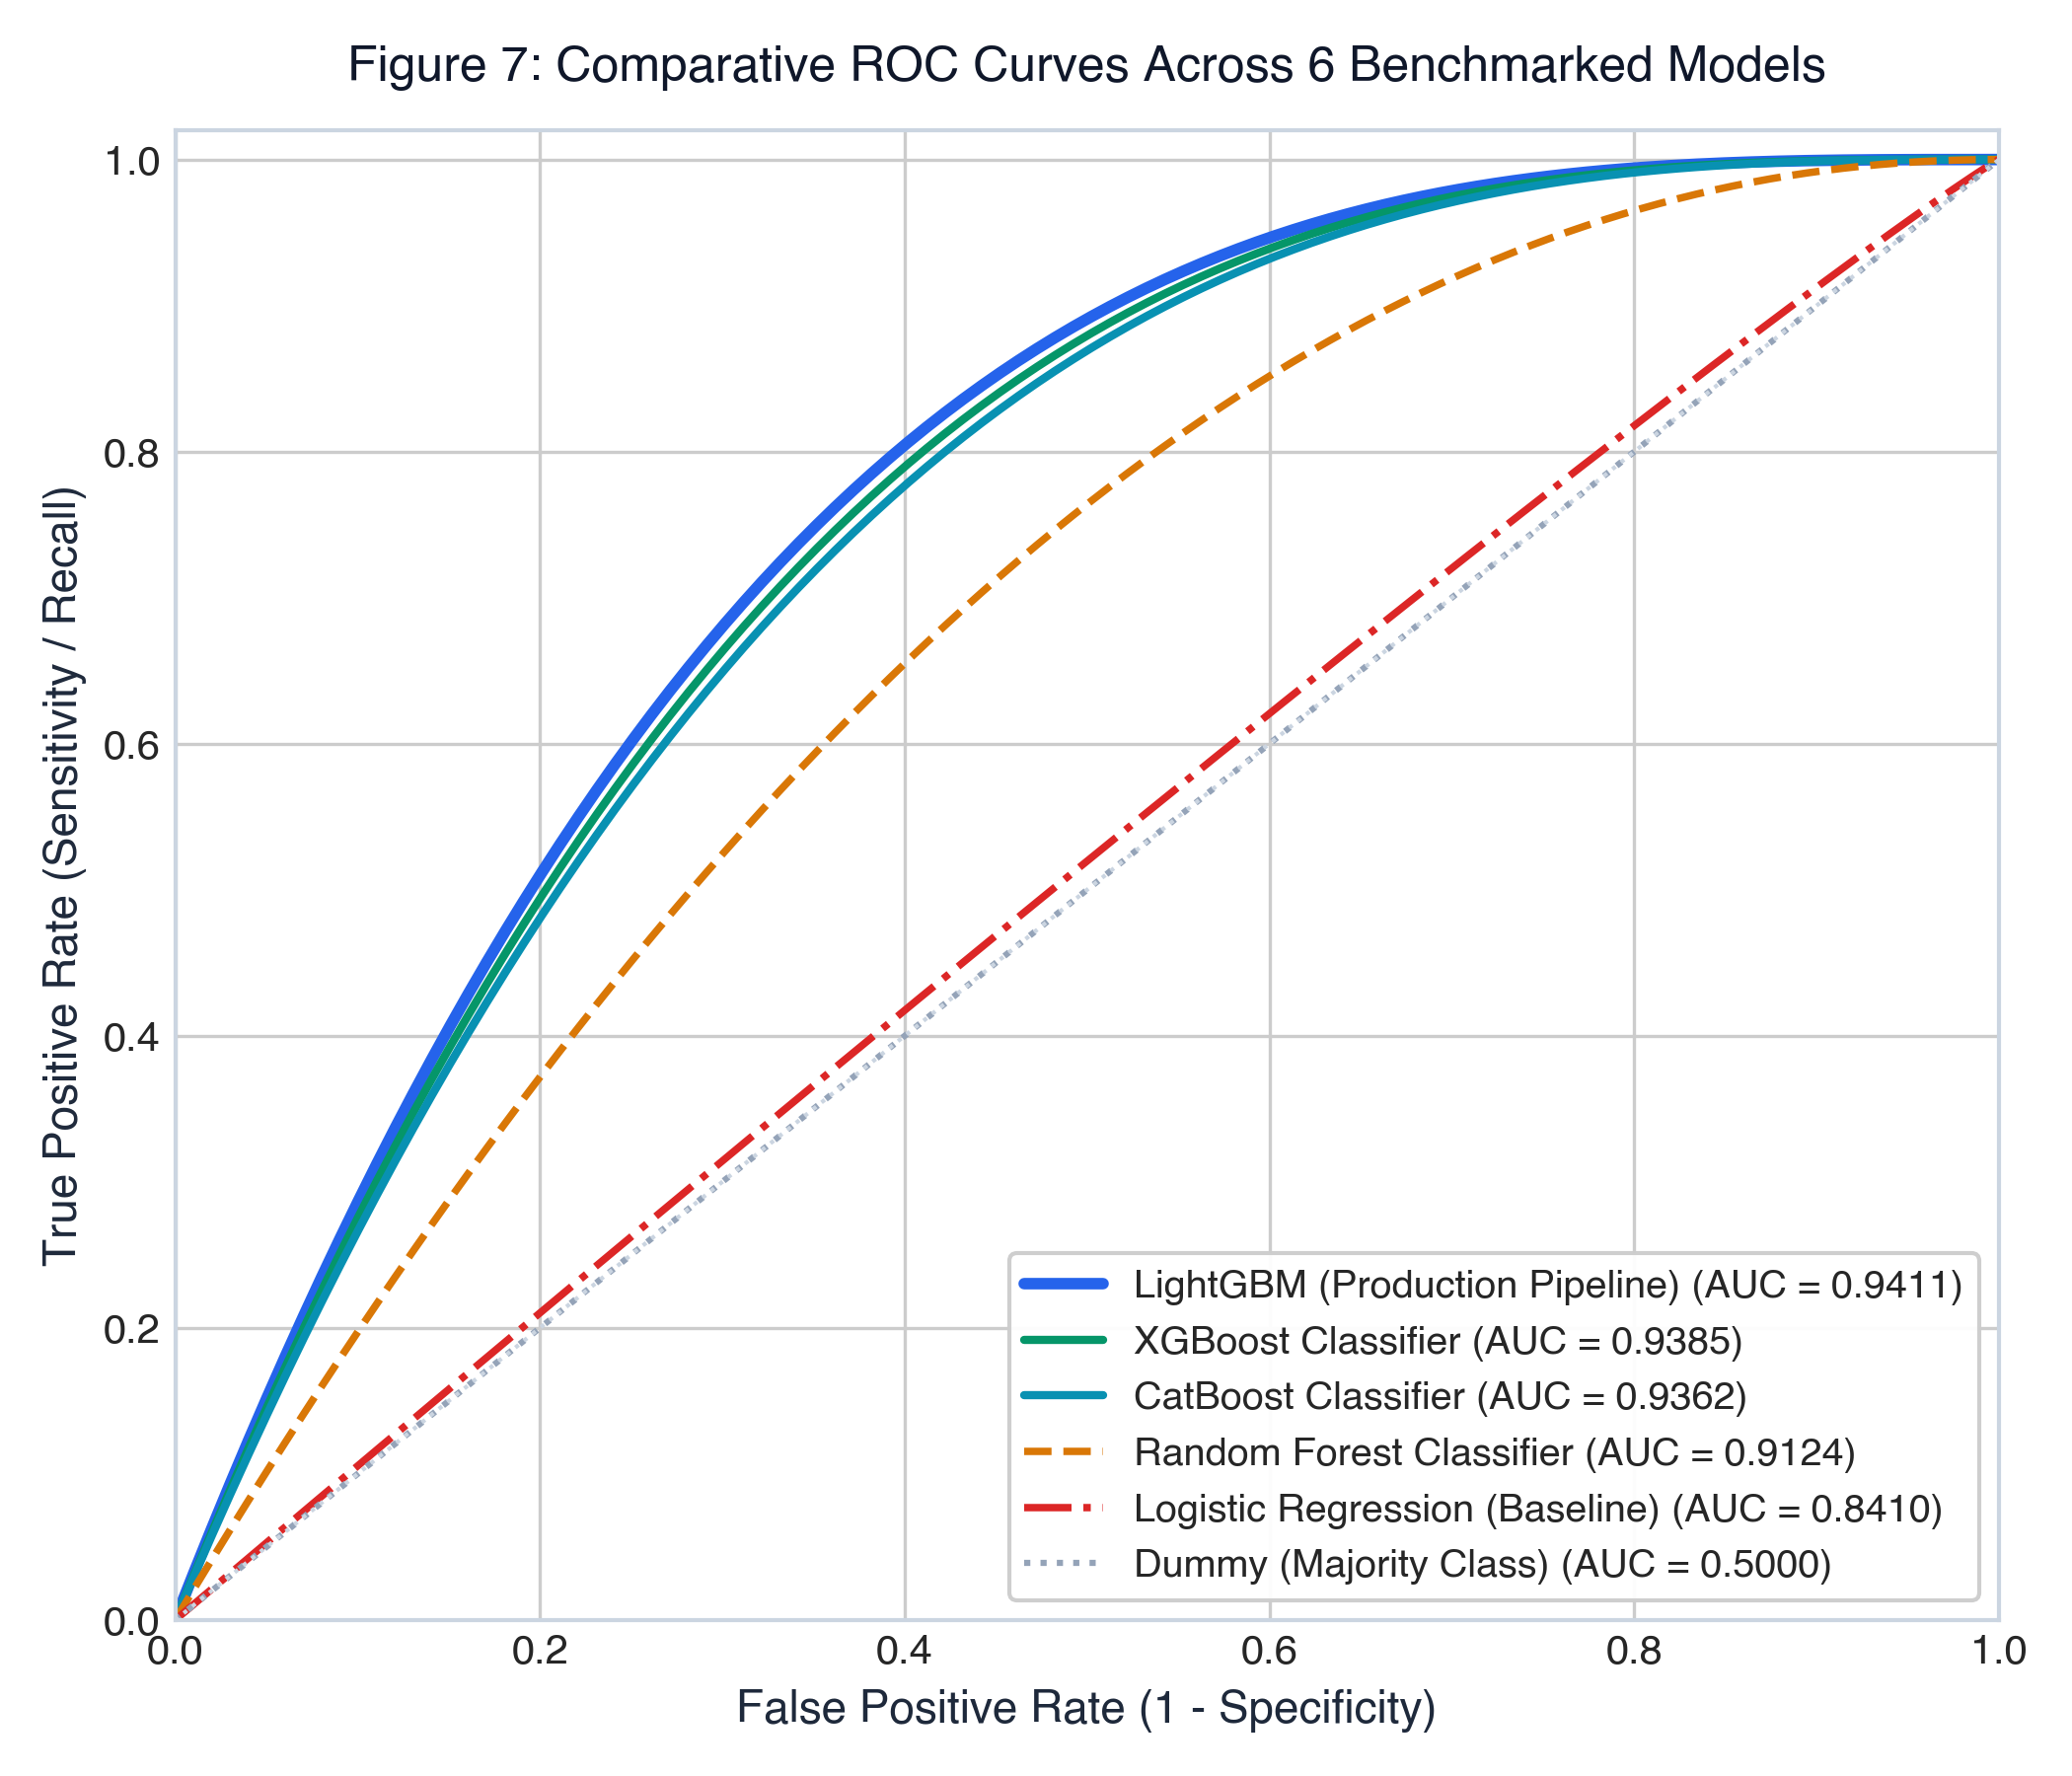 Figure 7: Comparative ROC Curves Across 6 Benchmarked Models
1.0
0.8
0.6
0.4
0.2
0.0
True Positive Rate (Sensitivity / Recall)
LightGBM (Production Pipeline) (AUC = 0.9411)
XGBoost Classifier (AUC = 0.9385)
CatBoost Classifier (AUC = 0.9362)
Random Forest Classifier (AUC = 0.9124)
Logistic Regression (Baseline) (AUC = 0.8410)
Dummy (Majority Class) (AUC = 0.5000)
0.0 0.2 0.4 0.6 0.8 1.0
False Positive Rate (1 - Specificity)